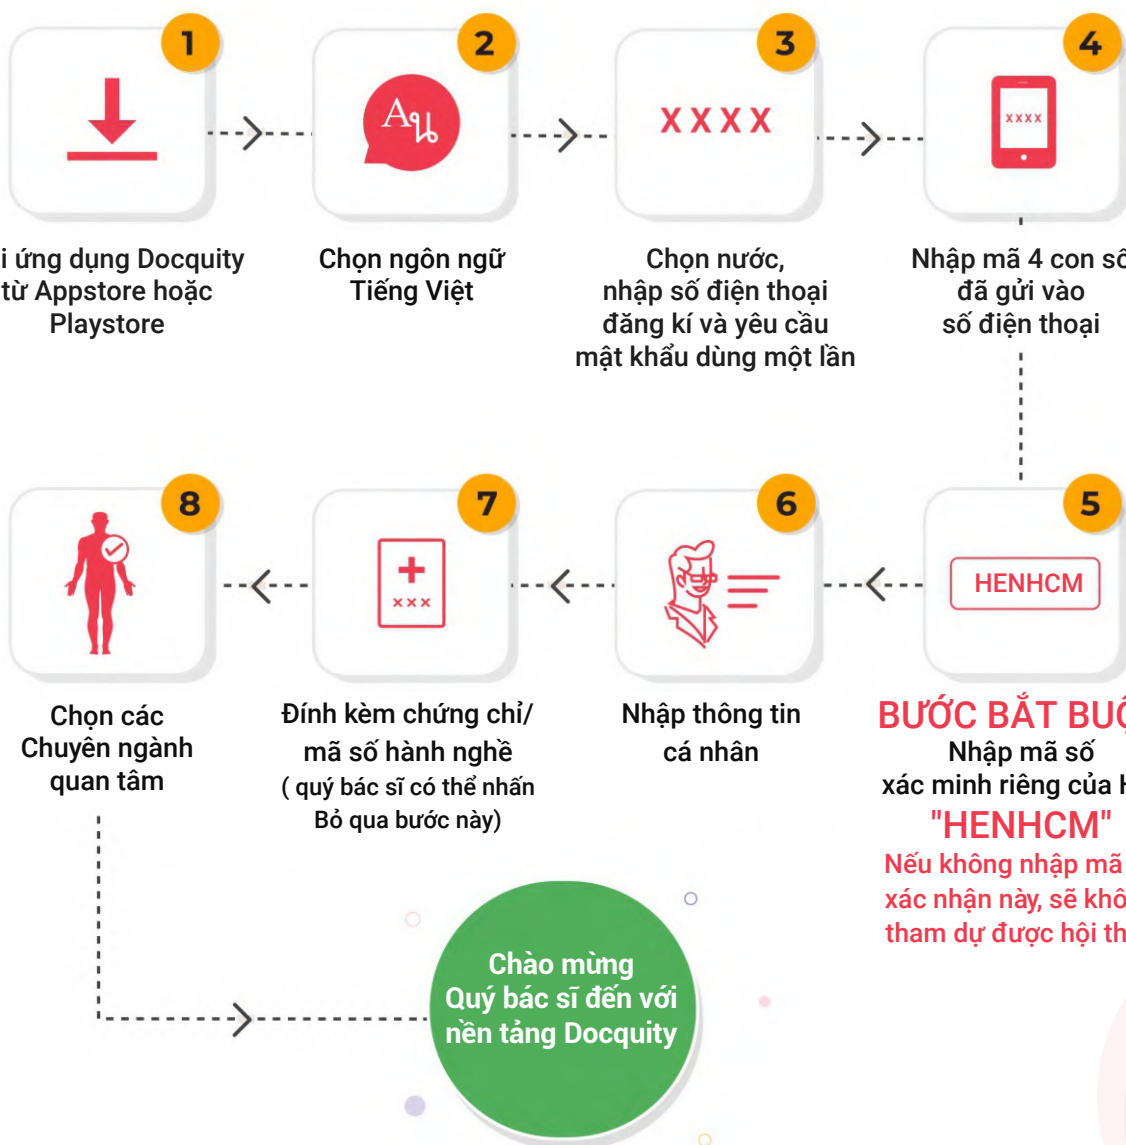 1
2
3
4
A
XXXX
xxxx
i ứng dụng Docquity
từ Appstore hoặc
Playstore
Chọn ngôn ngữ
Tiếng Việt
Chọn nước,
nhập số điện thoại
đăng kí và yêu cầu
mật khẩu dùng một lần
Nhập mã 4 con số
đã gửi vào
số điện thoại
8
7
6
5
xxx
HENHCM
Chọn các
Chuyên ngành
quan tâm
Đính kèm chứng chỉ/
mã số hành nghề
( quý bác sĩ có thể nhấn
Bỏ qua bước này)
Nhập thông tin
cá nhân
BƯỚC BẮT BUỘ
Nhập mã số
xác minh riêng của H
"HENHCM"
Nếu không nhập mã
xác nhận này, sẽ khô
tham dự được hội th
Chào mừng
Quý bác sĩ đến với
nền tảng Docquity